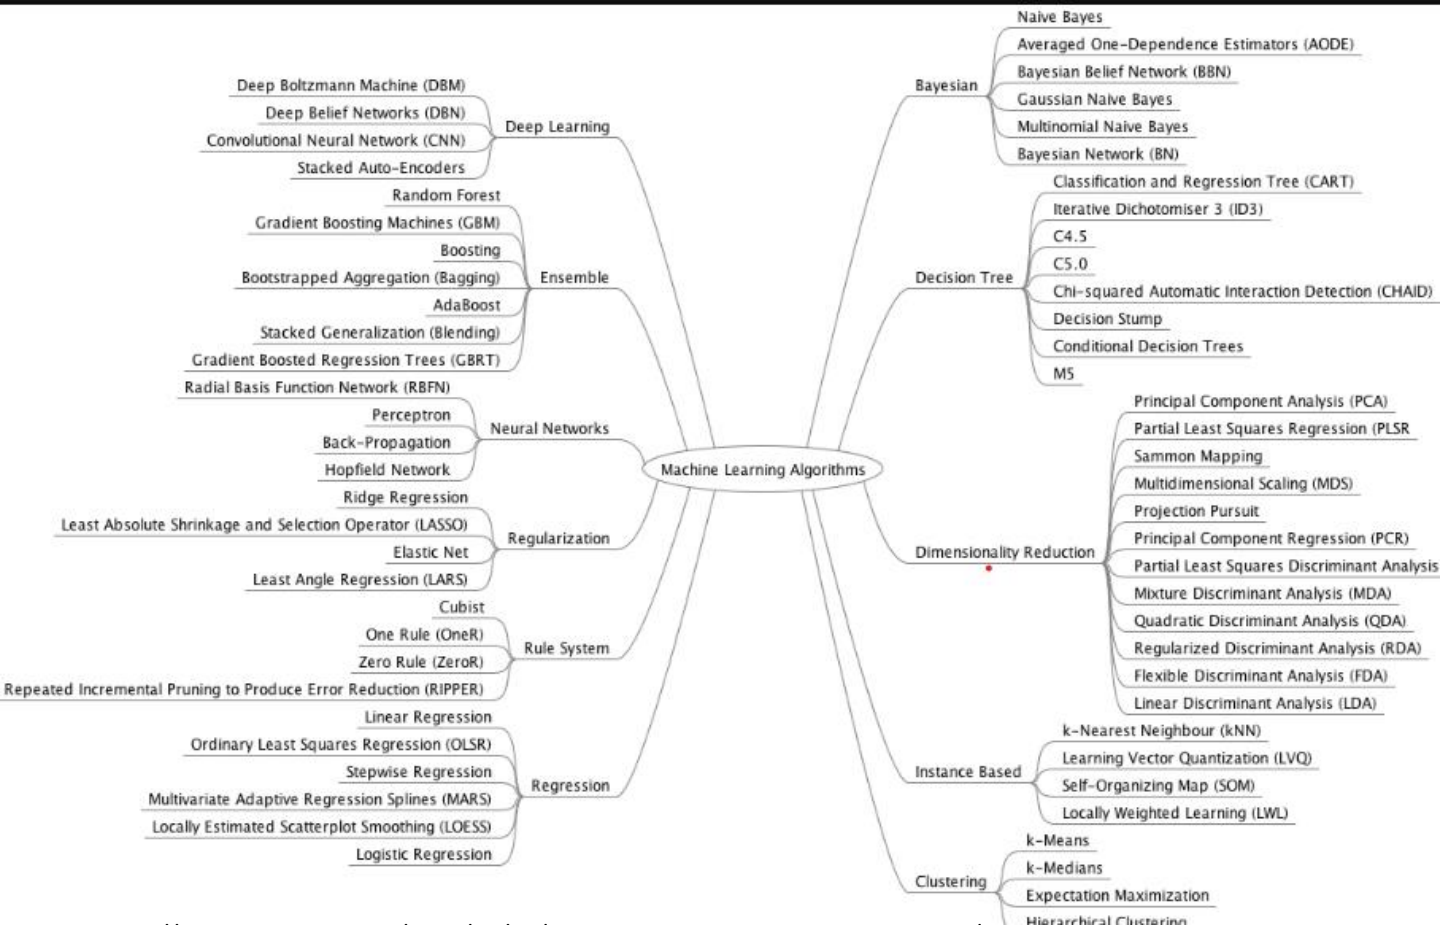 Machine Learning Algorithms
Deep Learning
Deep Boltzmann Machine (DBM)
Deep Belief Networks (DBN)
Convolutional Neural Network (CNN)
Stacked Auto-Encoders
Ensemble
Random Forest
Gradient Boosting Machines (GBM)
Boosting
Bootstrapped Aggregation (Bagging)
AdaBoost
Stacked Generalization (Blending)
Gradient Boosted Regression Trees (GBRT)
Neural Networks
Radial Basis Function Network (RBFN)
Perceptron
Back-Propagation
Hopfield Network
Regularization
Ridge Regression
Least Absolute Shrinkage and Selection Operator (LASSO)
Elastic Net
Least Angle Regression (LARS)
Rule System
Cubist
One Rule (OneR)
Zero Rule (ZeroR)
Repeated Incremental Pruning to Produce Error Reduction (RIPPER)
Regression
Linear Regression
Ordinary Least Squares Regression (OLSR)
Stepwise Regression
Multivariate Adaptive Regression Splines (MARS)
Locally Estimated Scatterplot Smoothing (LOESS)
Logistic Regression
Bayesian
Naive Bayes
Averaged One-Dependence Estimators (AODE)
Bayesian Belief Network (BBN)
Gaussian Naive Bayes
Multinomial Naive Bayes
Bayesian Network (BN)
Decision Tree
Classification and Regression Tree (CART)
Iterative Dichotomiser 3 (ID3)
C4.5
C5.0
Chi-squared Automatic Interaction Detection (CHAID)
Decision Stump
Conditional Decision Trees
M5
Dimensionality Reduction
Principal Component Analysis (PCA)
Partial Least Squares Regression (PLSR
Sammon Mapping
Multidimensional Scaling (MDS)
Projection Pursuit
Principal Component Regression (PCR)
Partial Least Squares Discriminant Analysis
Mixture Discriminant Analysis (MDA)
Quadratic Discriminant Analysis (QDA)
Regularized Discriminant Analysis (RDA)
Flexible Discriminant Analysis (FDA)
Linear Discriminant Analysis (LDA)
Instance Based
k-Nearest Neighbour (kNN)
Learning Vector Quantization (LVQ)
Self-Organizing Map (SOM)
Locally Weighted Learning (LWL)
Clustering
k-Means
k-Medians
Expectation Maximization
Hierarchical Clustering